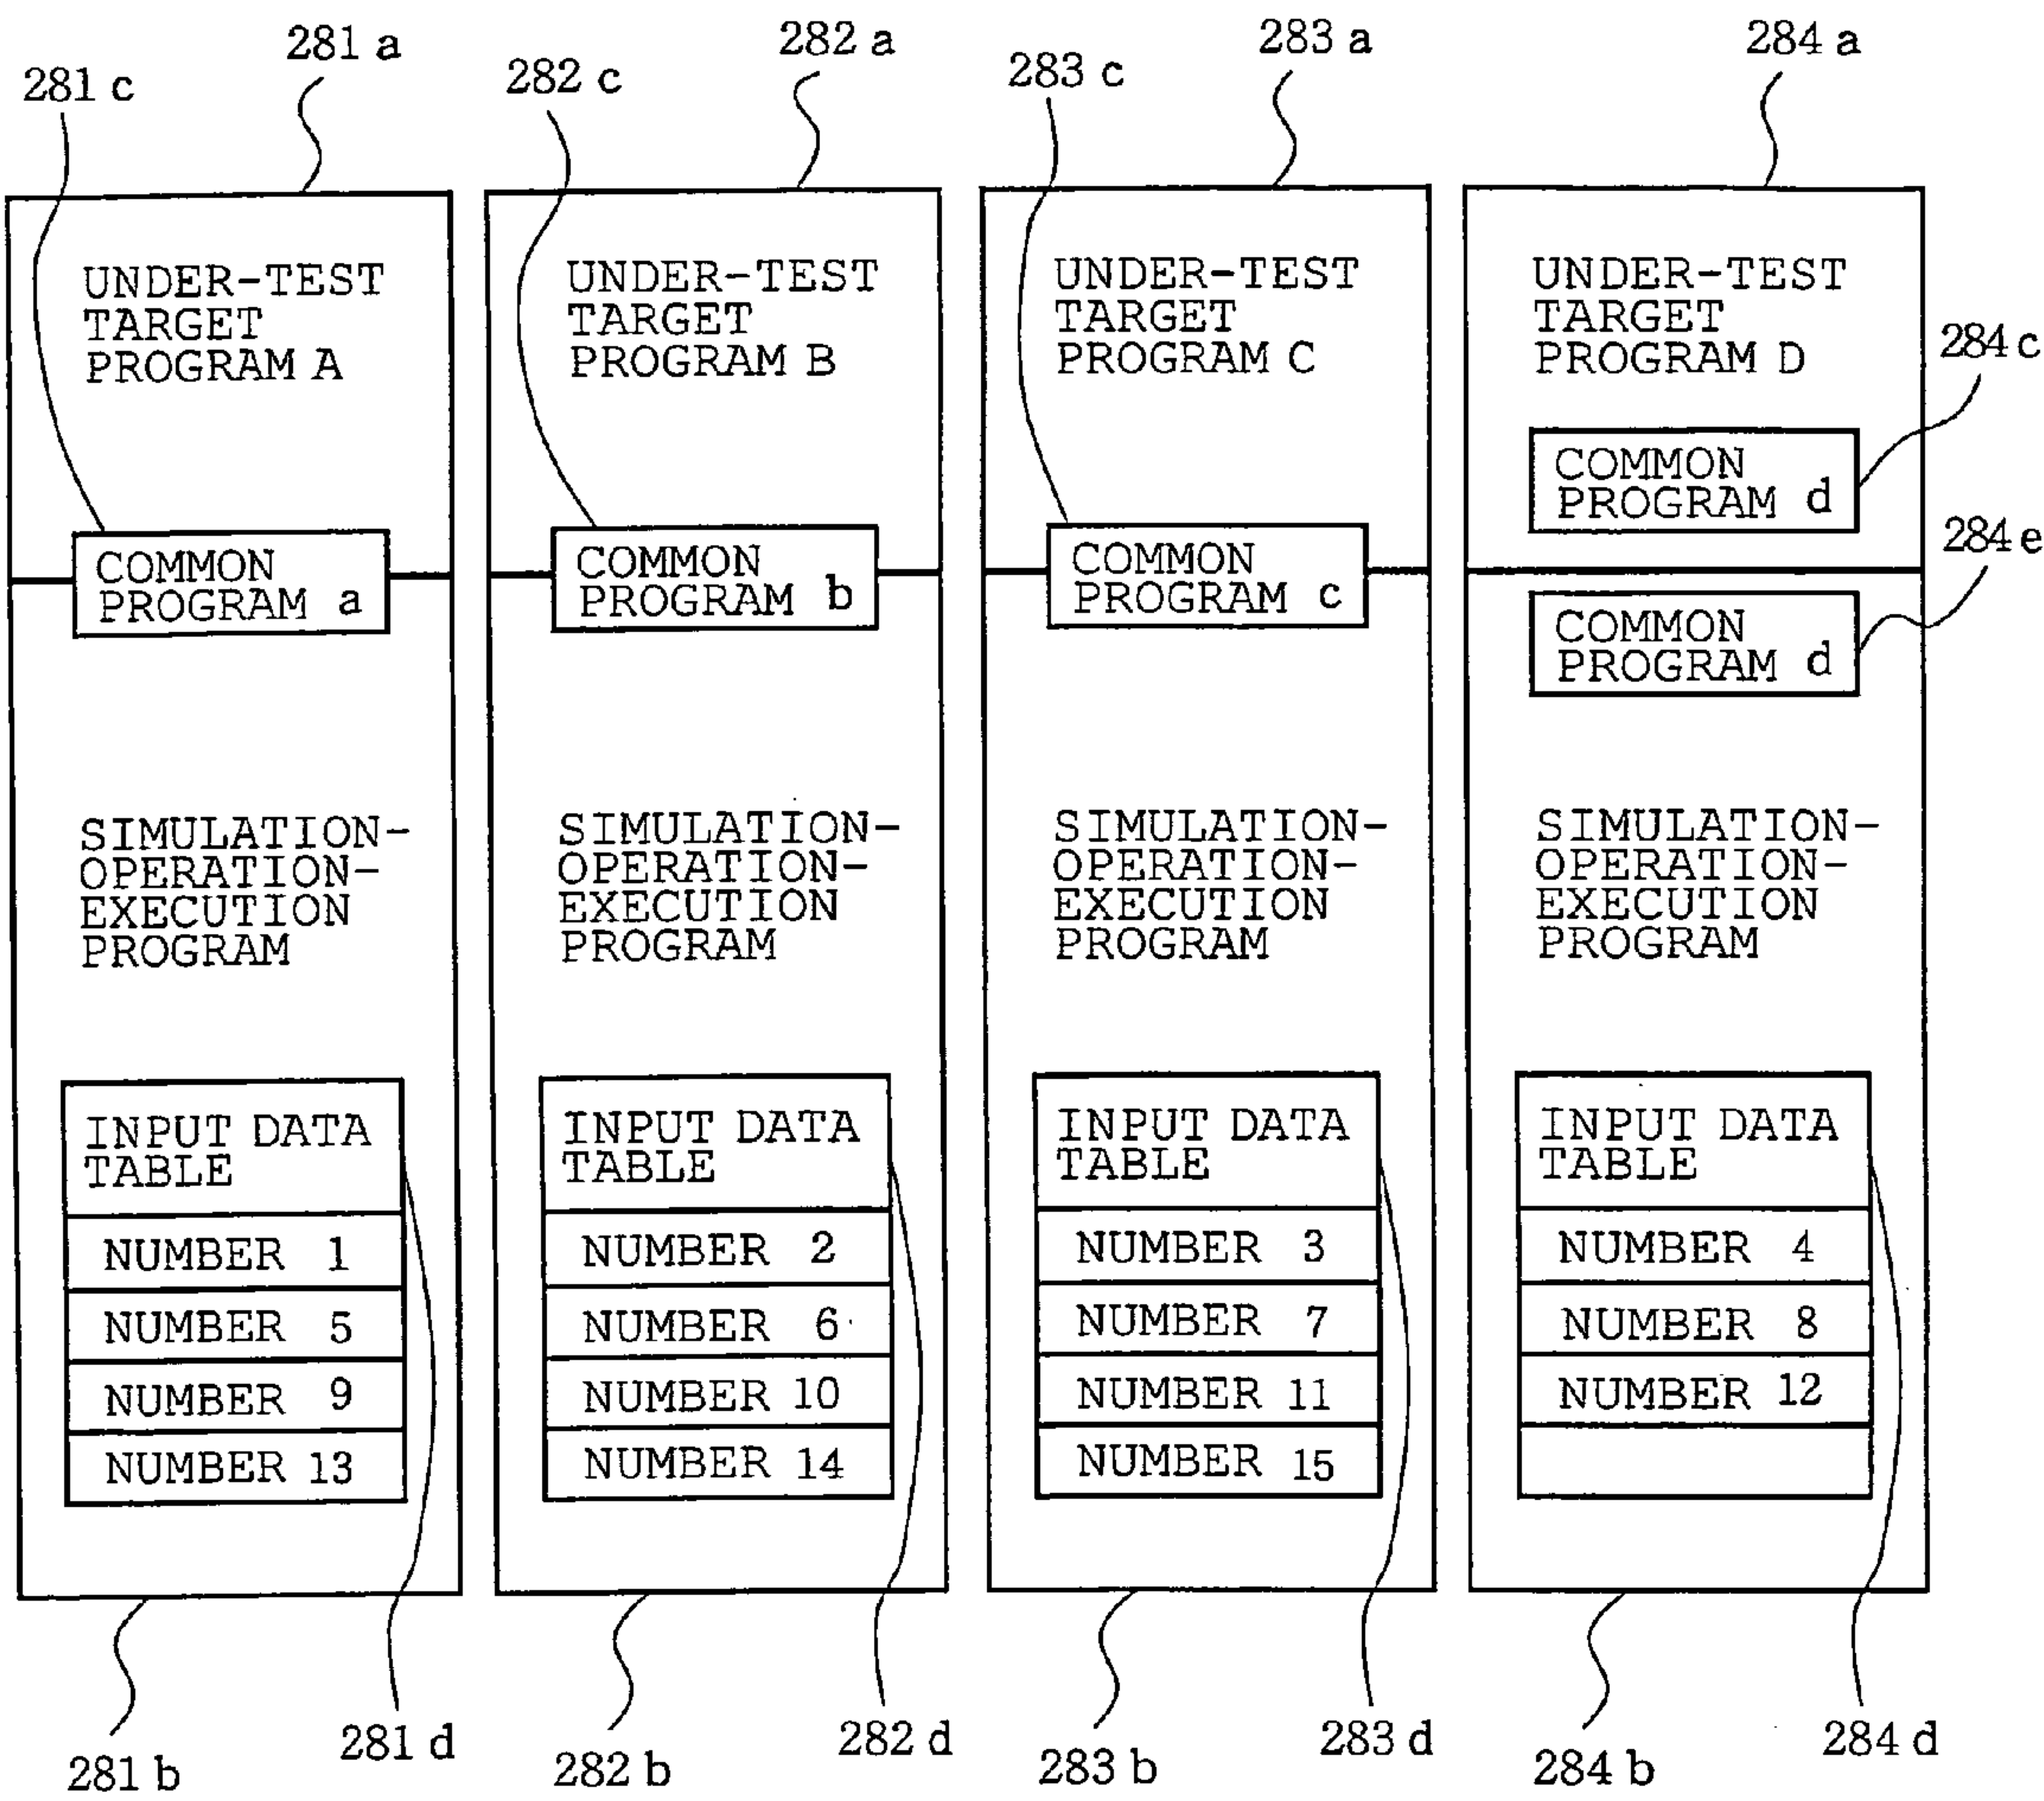 281 a
282 a
283 a
284 a
281 c
282 c
283 c
UNDER-TEST
TARGET
PROGRAM A
UNDER-TEST
TARGET
PROGRAM B
UNDER-TEST
TARGET
PROGRAM C
UNDER-TEST
TARGET
PROGRAM D
284 c
COMMON
PROGRAM a
COMMON
PROGRAM b
COMMON
PROGRAM c
COMMON
PROGRAM d
284 e
COMMON
PROGRAM d
SIMULATION-
OPERATION-
EXECUTION
PROGRAM
SIMULATION-
OPERATION-
EXECUTION
PROGRAM
SIMULATION-
OPERATION-
EXECUTION
PROGRAM
SIMULATION-
OPERATION-
EXECUTION
PROGRAM
INPUT DATA
TABLE
NUMBER 1
NUMBER 5
NUMBER 9
NUMBER 13
INPUT DATA
TABLE
NUMBER 2
NUMBER 6
NUMBER 10
NUMBER 14
INPUT DATA
TABLE
NUMBER 3
NUMBER 7
NUMBER 11
NUMBER 15
INPUT DATA
TABLE
NUMBER 4
NUMBER 8
NUMBER 12
281 b
281 d
282 b
282 d
283 b
283 d
284 b
284 d